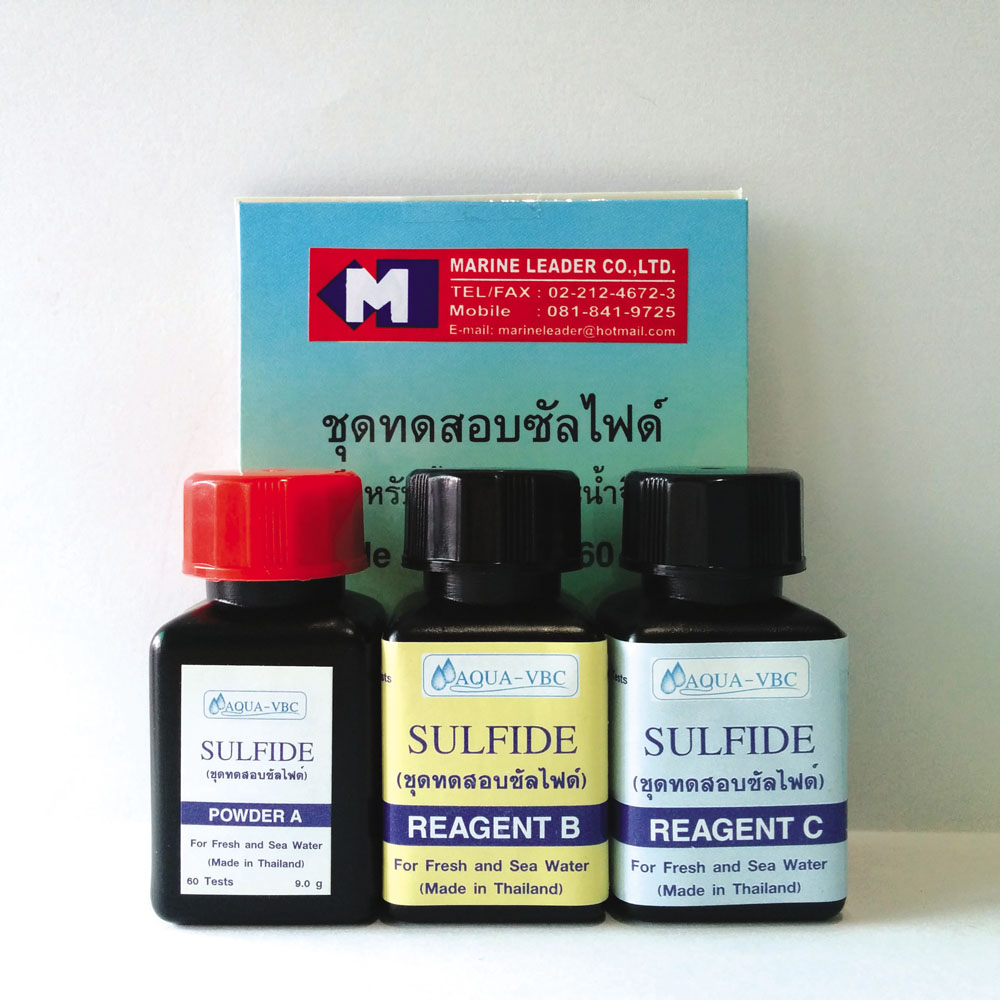 M
MARINE LEADER CO.,LTD.
TEL/FAX : 02-212-4672-3
Mobile : 081-841-9725
E-mail: marineleader@hotmail.com
ชุดทดสอบซัลไฟด์
60
AQUA-VBC
SULFIDE
(ชุดทดสอบซัลไฟด์)
POWDER A
For Fresh and Sea Water
(Made in Thailand)
60 Tests 9.0 g
AQUA-VBC
SULFIDE
(ชุดทดสอบซัลไฟด์)
REAGENT B
For Fresh and Sea Water
(Made in Thailand)
AQUA-VBC
SULFIDE
(ชุดทดสอบซัลไฟด์)
REAGENT C
For Fresh and Sea Water
(Made in Thailand)